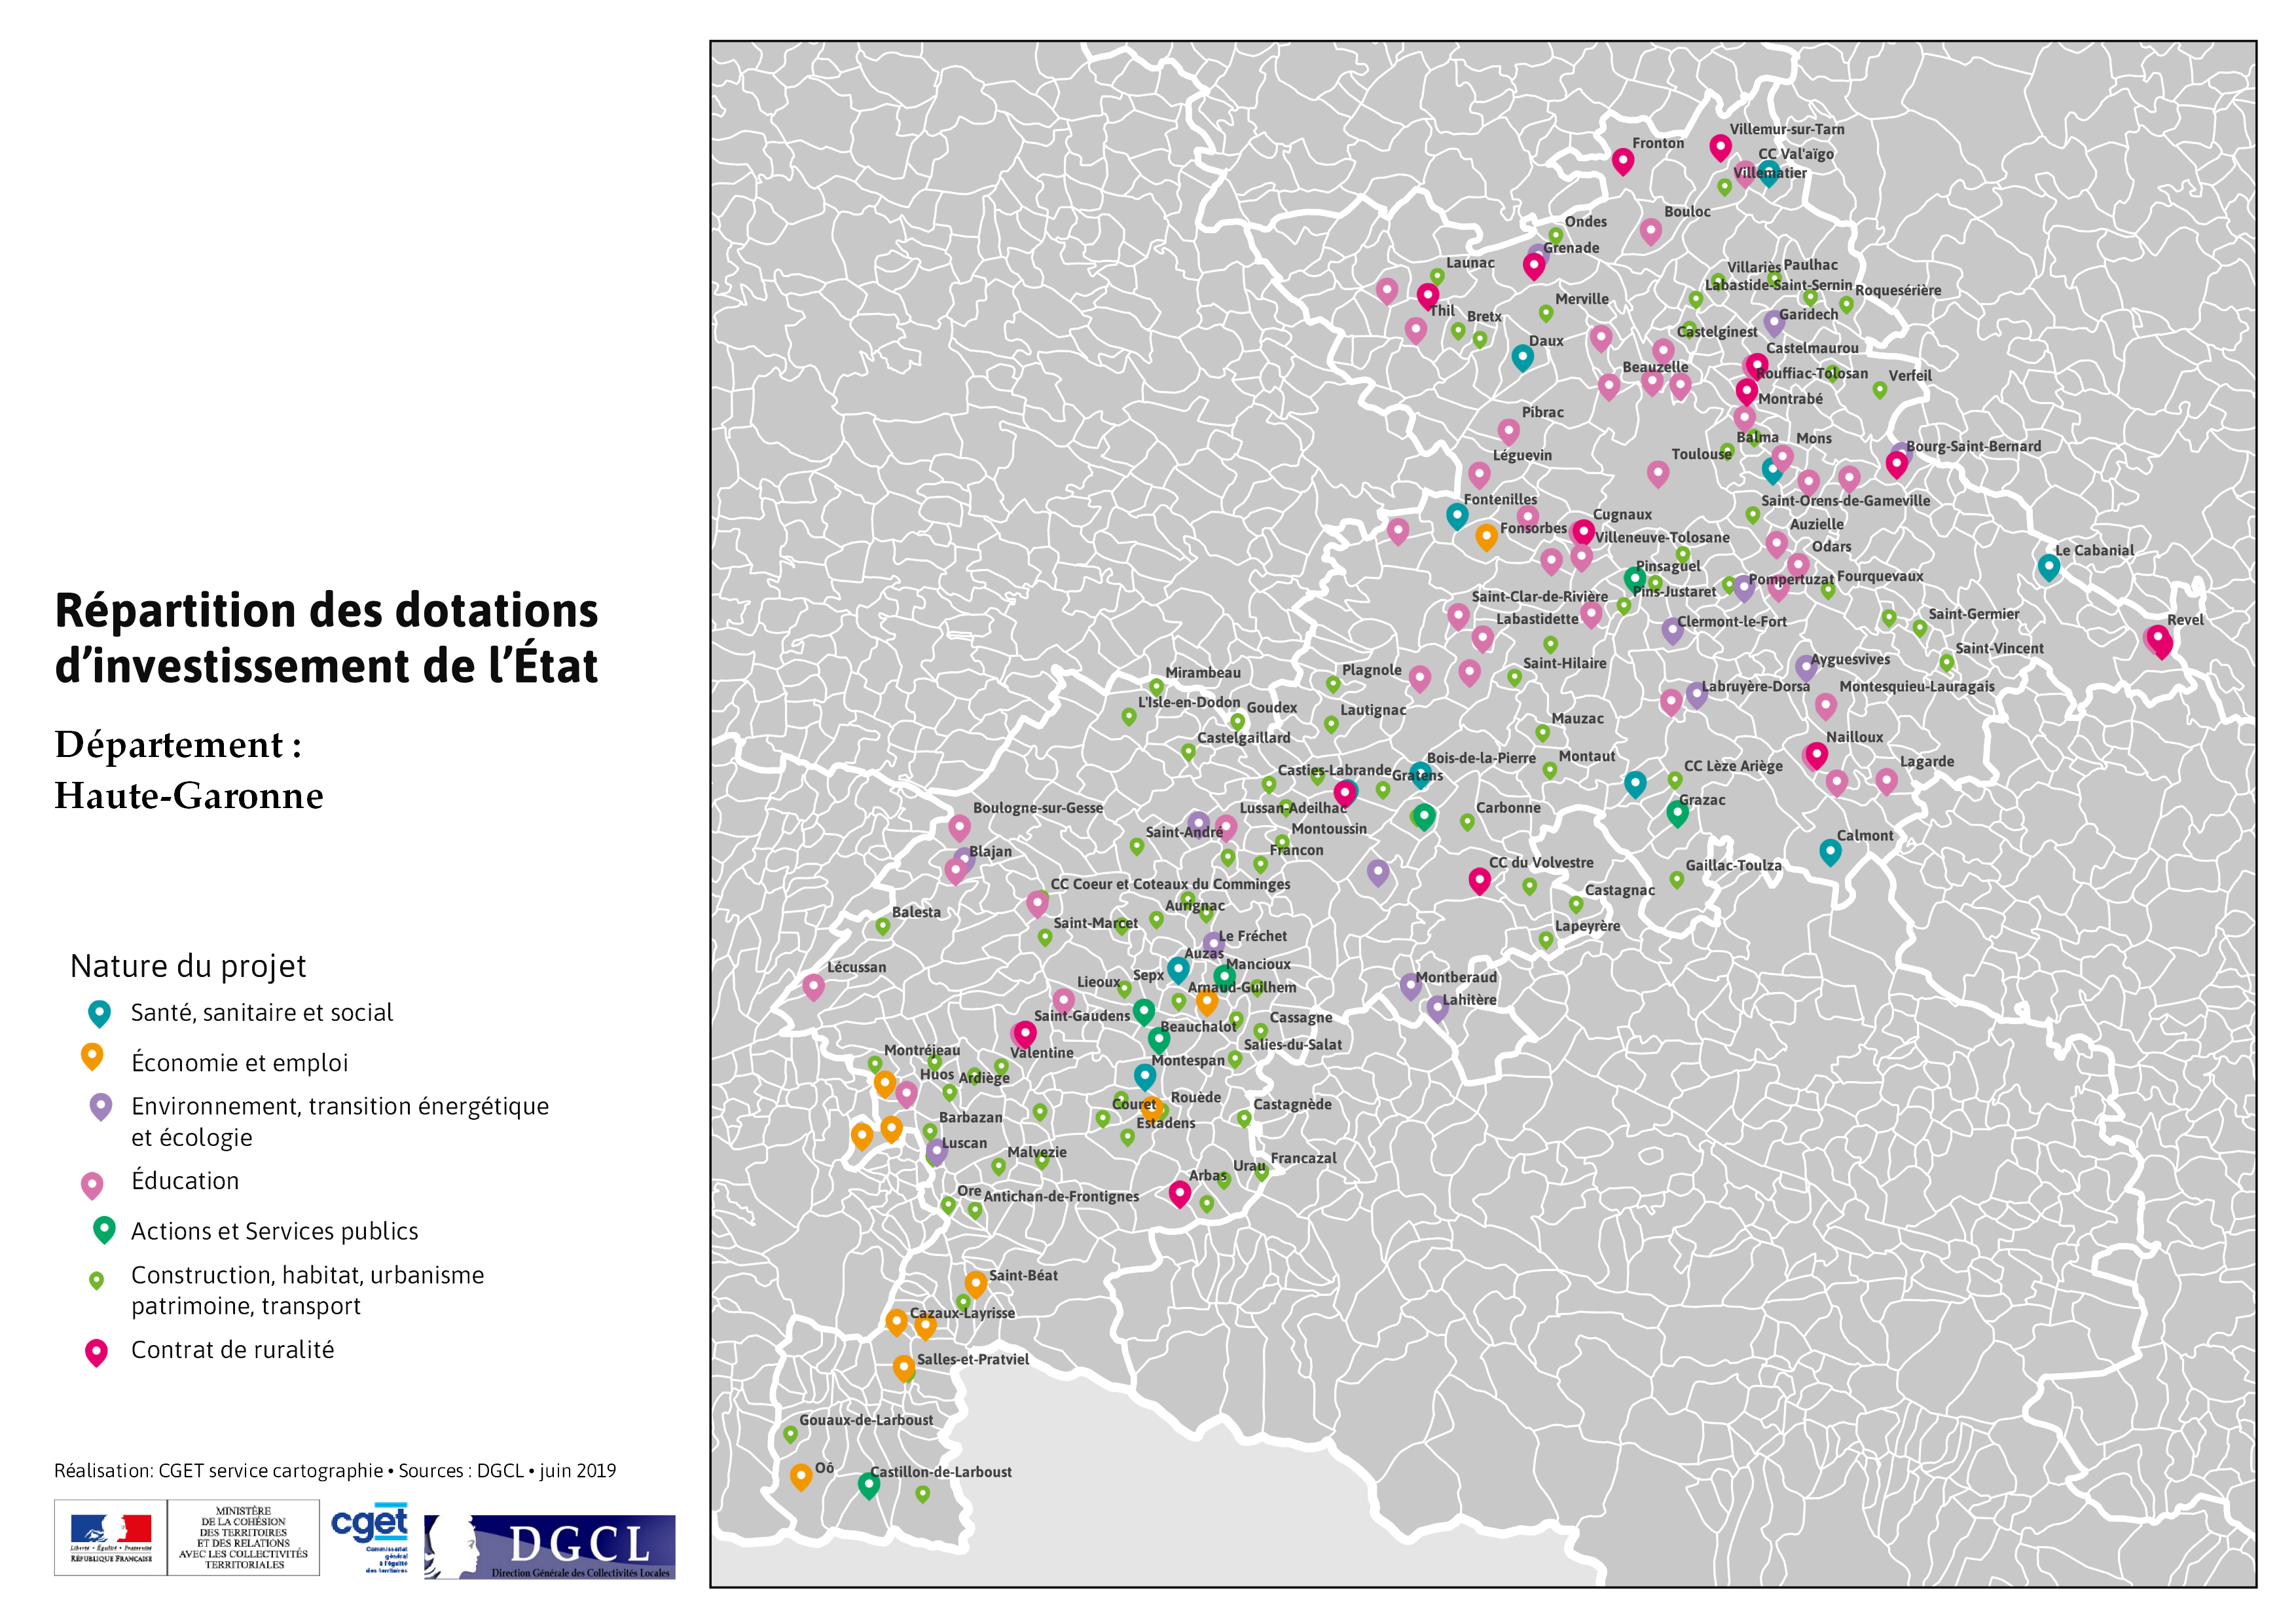 Répartition des dotations
d’investissement de l’État
Département :
Haute-Garonne
Nature du projet
Santé, sanitaire et social
Économie et emploi
Environnement, transition énergétique
et écologie
Éducation
Actions et Services publics
Construction, habitat, urbanisme
patrimoine, transport
Contrat de ruralité
Réalisation: CGET service cartographie • Sources : DGCL • juin 2019
Liberté • Égalité • Fraternité
RÉPUBLIQUE FRANÇAISE
MINISTÈRE
DE LA COHÉSION
DES TERRITOIRES
ET DES RELATIONS
AVEC LES COLLECTIVITÉS
TERRITORIALES
cget
Commissariat
général
à l'égalité
des territoires
DGCL
Direction Générale des Collectivités Locales
Villemur-sur-Tarn
Fronton
CC Val'aïgo
Villematier
Bouloc
Ondes
Grenade
Launac
Villariès
Paulhac
Labastide-Saint-Sernin
Roquesérière
Merville
Thil
Bretx
Garidech
Castelginest
Daux
Castelmaurou
Beauzelle
Rouffiac-Tolosan
Verfeil
Montrabé
Pibrac
Balma
Mons
Bourg-Saint-Bernard
Léguevin
Toulouse
Fontenilles
Saint-Orens-de-Gameville
Cugnaux
Fonsorbes
Auzielle
Villeneuve-Tolosane
Odars
Le Cabanial
Pinsaguel
Pompertuzat
Fourquevaux
Saint-Clar-de-Rivière
Pins-Justaret
Labastidette
Clermont-le-Fort
Saint-Germier
Revel
Saint-Vincent
Saint-Hilaire
Ayguesvives
Mirambeau
Plagnole
Labruyère-Dorsa
Montesquieu-Lauragais
L'Isle-en-Dodon
Goudex
Lautignac
Mauzac
Castelgaillard
Nailloux
Bois-de-la-Pierre
Montaut
Lagarde
Casties-Labrande
Gratens
CC Lèze Ariège
Grazac
Boulogne-sur-Gesse
Lussan-Adeilhac
Carbonne
Saint-André
Montoussin
Calmont
Blajan
Francon
CC du Volvestre
Gaillac-Toulza
CC Coeur et Coteaux du Comminges
Castagnac
Balesta
Aurignac
Saint-Marcet
Lapeyrère
Le Fréchet
Auzas
Lécussan
Mancioux
Sepx
Lieoux
Montberaud
Arnaud-Guilhem
Lahitère
Saint-Gaudens
Cassagne
Beauchalot
Salies-du-Salat
Montréjeau
Valentine
Montespan
Huos
Ardiège
Rouède
Couret
Castagnède
Barbazan
Estadens
Luscan
Malvezie
Francazal
Urau
Arbas
Ore
Antichan-de-Frontignes
Saint-Béat
Cazaux-Layrisse
Salles-et-Pratviel
Gouaux-de-Larboust
Oô
Castillon-de-Larboust